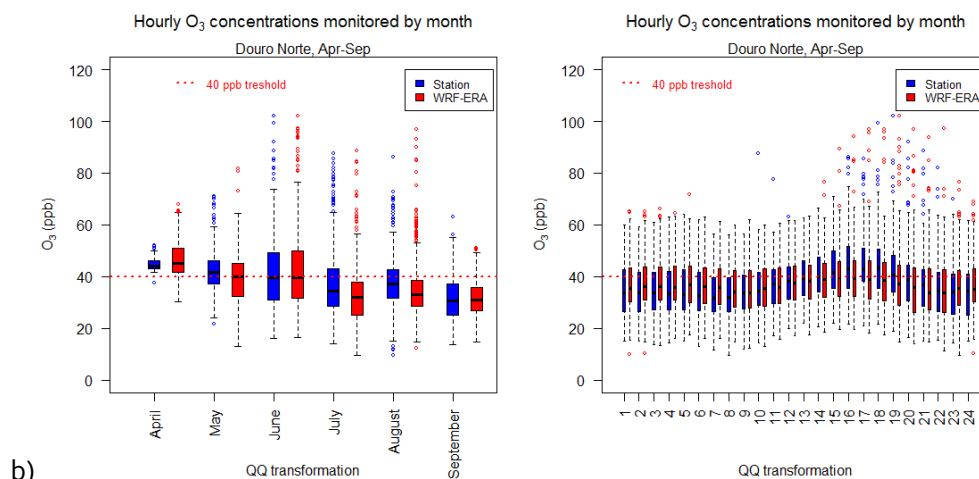 Hourly O3 concentrations monitored by month
Douro Norte, Apr-Sep
40 ppb treshold
Station
WRF-ERA
O3 (ppb)
120
100
80
60
40
20
0
April
May
June
July
August
September
QQ transformation
b)
Hourly O3 concentrations monitored by month
Douro Norte, Apr-Sep
40 ppb treshold
Station
WRF-ERA
O3 (ppb)
120
100
80
60
40
20
0
1
2
3
4
5
6
7
8
9
10
11
12
13
14
15
16
17
18
19
20
21
22
23
24
QQ transformation